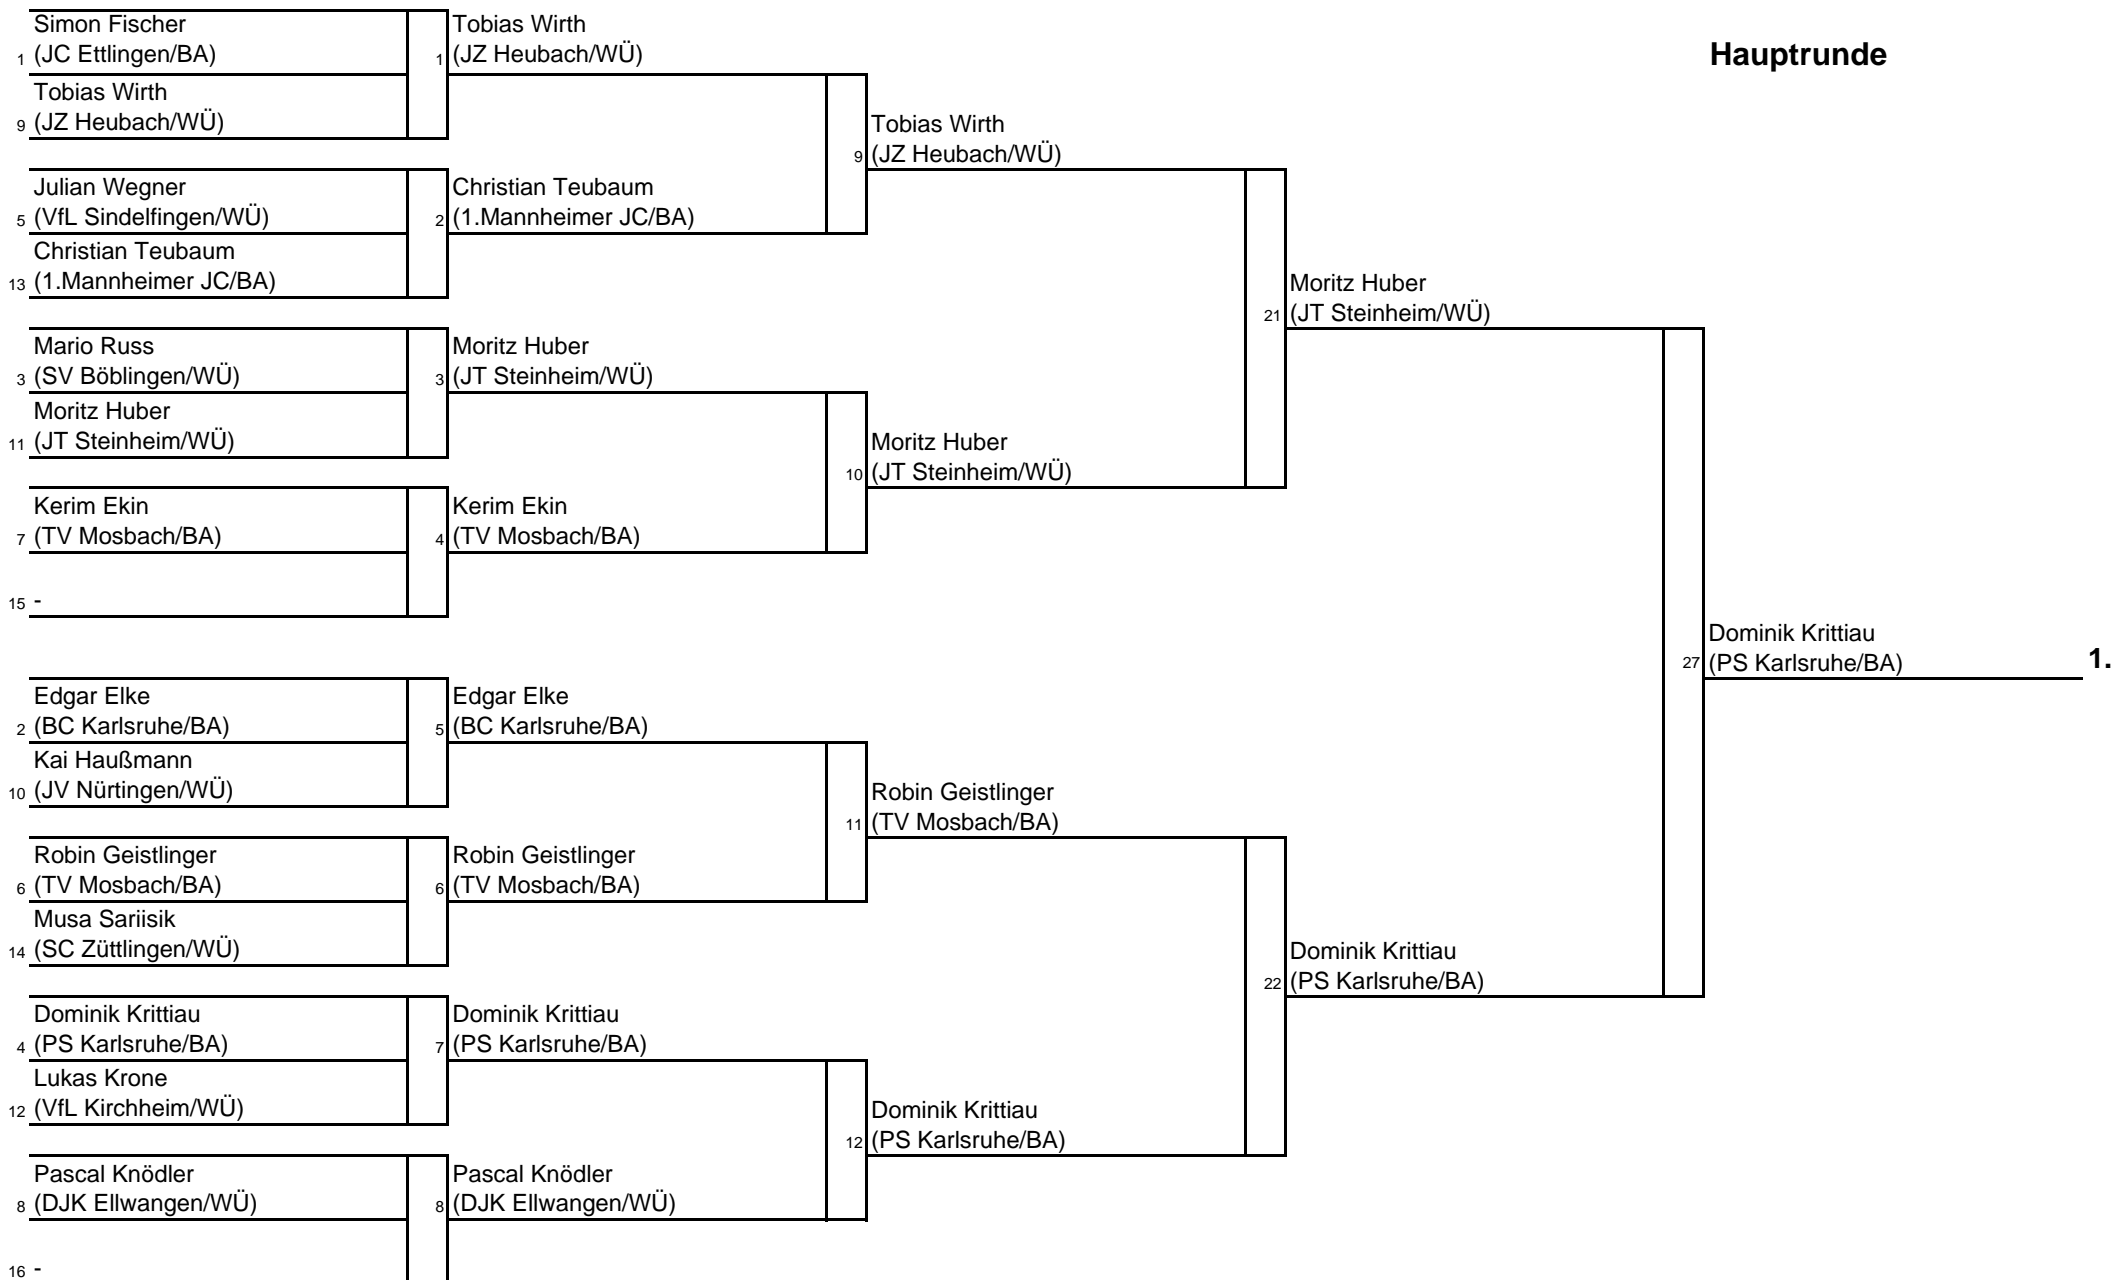 Hauptrunde
Simon Fischer
1 (JC Ettlingen/BA)
Tobias Wirth
9 (JZ Heubach/WÜ)
Julian Wegner
5 (VfL Sindelfingen/WÜ)
Christian Teubaum
13 (1.Mannheimer JC/BA)
Mario Russ
3 (SV Böblingen/WÜ)
Moritz Huber
11 (JT Steinheim/WÜ)
Kerim Ekin
7 (TV Mosbach/BA)
15 -
Edgar Elke
2 (BC Karlsruhe/BA)
Kai Haußmann
10 (JV Nürtingen/WÜ)
Robin Geistlinger
6 (TV Mosbach/BA)
Musa Sariisik
14 (SC Züttlingen/WÜ)
Dominik Krittiau
4 (PS Karlsruhe/BA)
Lukas Krone
12 (VfL Kirchheim/WÜ)
Pascal Knödler
8 (DJK Ellwangen/WÜ)
16 -
Tobias Wirth
1 (JZ Heubach/WÜ)
Christian Teubaum
2 (1.Mannheimer JC/BA)
Moritz Huber
3 (JT Steinheim/WÜ)
Kerim Ekin
4 (TV Mosbach/BA)
Edgar Elke
5 (BC Karlsruhe/BA)
Robin Geistlinger
6 (TV Mosbach/BA)
Dominik Krittiau
7 (PS Karlsruhe/BA)
Pascal Knödler
8 (DJK Ellwangen/WÜ)
Tobias Wirth
9 (JZ Heubach/WÜ)
Moritz Huber
10 (JT Steinheim/WÜ)
Robin Geistlinger
11 (TV Mosbach/BA)
Dominik Krittiau
12 (PS Karlsruhe/BA)
Moritz Huber
21 (JT Steinheim/WÜ)
Dominik Krittiau
22 (PS Karlsruhe/BA)
Dominik Krittiau
27 (PS Karlsruhe/BA) 1.